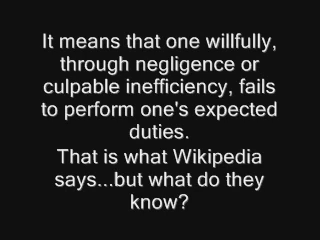 It means that one willfully,
through negligence or
culpable inefficiency, fails
to perform one's expected
duties.
That is what Wikipedia
says...but what do they
know?